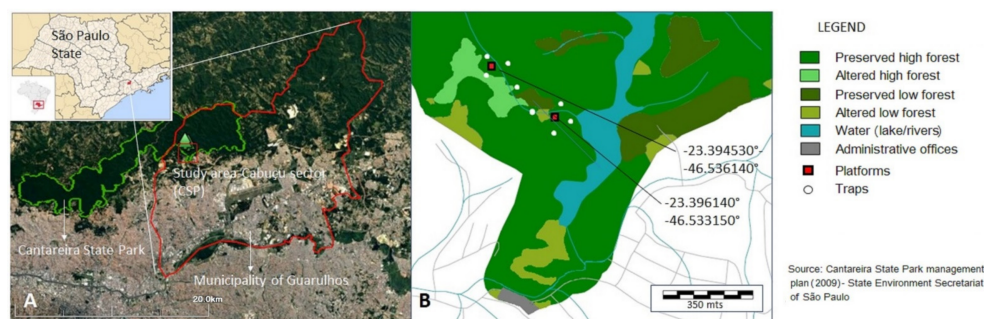 São Paulo
State
Study area-Cabuçu sector
(CSP)
Cantareira State Park
Municipality of Guarulhos
20.0km
A
-23.394530°-
-46.536140°
-23.396140°
-46.533150°
350 mts
B
LEGEND
Preserved high forest
Altered high forest
Preserved low forest
Altered low forest
Water (lake/rivers)
Administrative offices
Platforms
Traps
Source: Cantareira State Park management
plan (2009)- State Environment Secretariat
of São Paulo